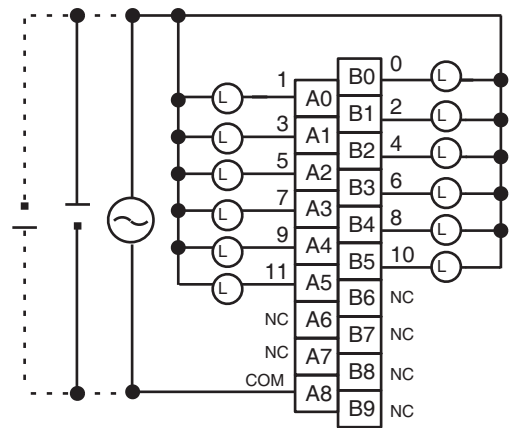 B0 0 L
1 L A0
B1 2 L
3 L A1
B2 4 L
5 L A2
B3 6 L
7 L A3
B4 8 L
9 L A4
B5 10 L
11 L A5
B6 NC
NC A6
B7 NC
NC A7
B8 NC
COM A8
B9 NC